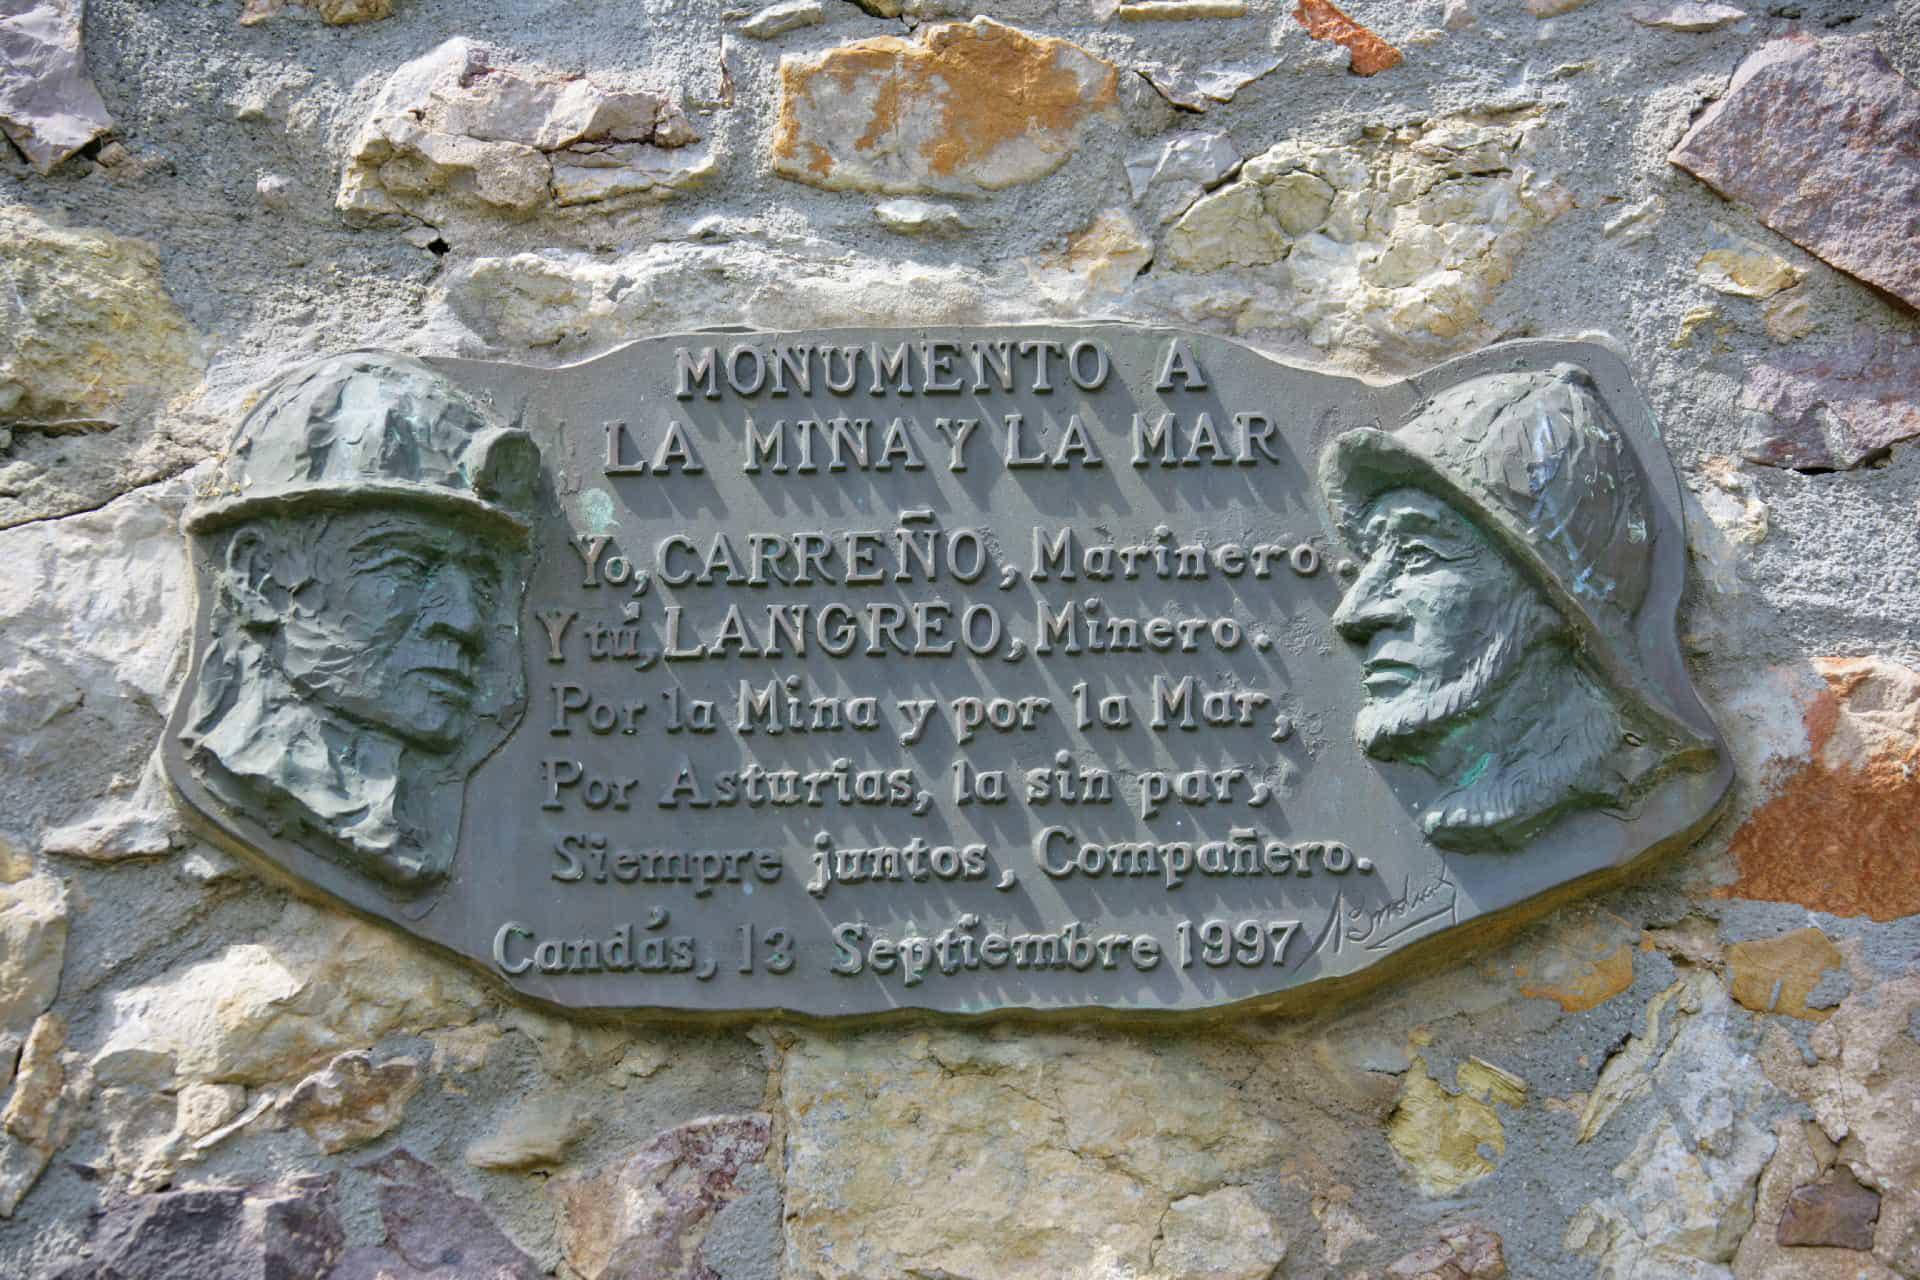 MONUMENTO A
LA MINA Y LA MAR
Yo, CARREÑO, Marinero.
Y tú, LANGREO, Minero.
Por la Mina y por la Mar,
Por Asturias, la sin par,
Siempre juntos, Compañero.
Candás, 13 Septiembre 1997